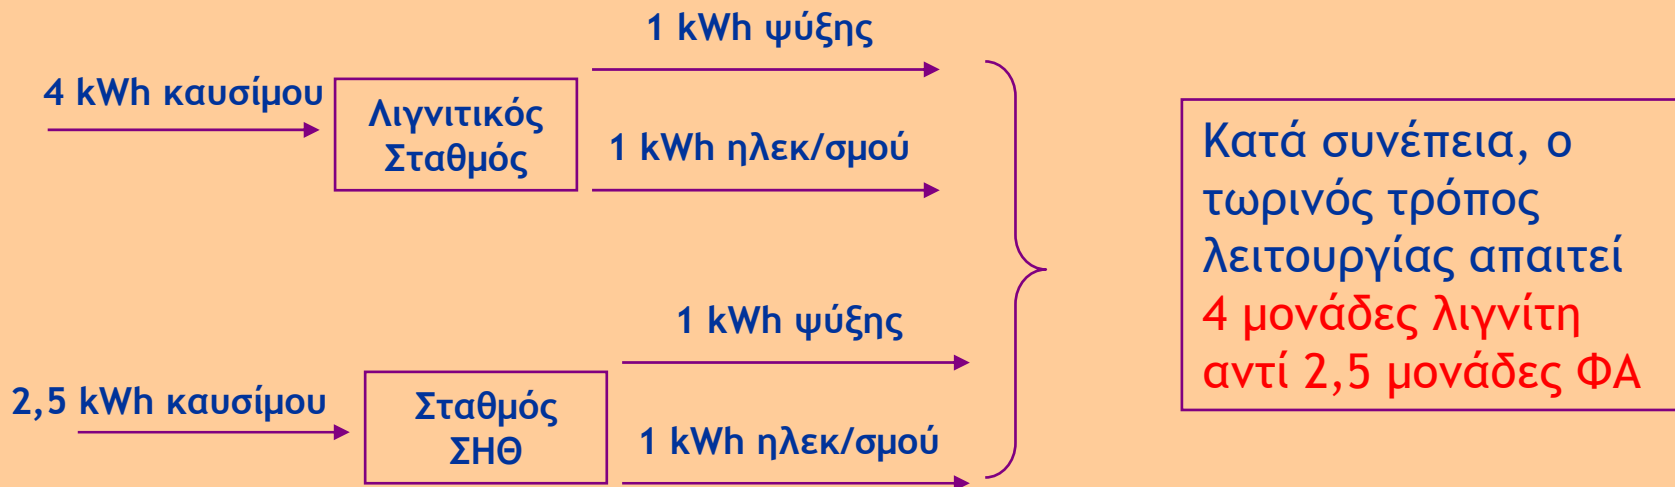 1 kWh ψύξης
4 kWh καυσίμου
Λιγνιτικός
Σταθμός
1 kWh ηλεκ/σμού
1 kWh ψύξης
2,5 kWh καυσίμου
Σταθμός
ΣΗΘ
1 kWh ηλεκ/σμού
Κατά συνέπεια, ο
τωρινός τρόπος
λειτουργίας απαιτεί
4 μονάδες λιγνίτη
αντί 2,5 μονάδες ΦΑ